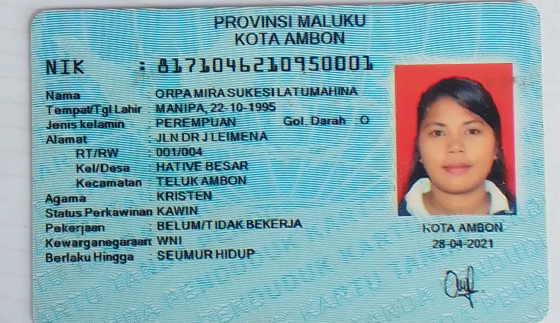 PROVINSI MALUKU
KOTA AMBON
NIK : 8171046210950001
Nama : ORPA MIRA SUKESI LATUMAHINA
Tempat/Tgl Lahir : MANIPA, 22-10-1995
Jenis kelamin : PEREMPUAN Gol. Darah : O
Alamat : JLN DR J LEIMENA
RT/RW : 001/004
Kel/Desa : HATIVE BESAR
Kecamatan : TELUK AMBON
Agama : KRISTEN
Status Perkawinan : KAWIN
Pekerjaan : BELUM/TIDAK BEKERJA
Kewarganegaraan : WNI
Berlaku Hingga : SEUMUR HIDUP
KOTA AMBON
28-04-2021